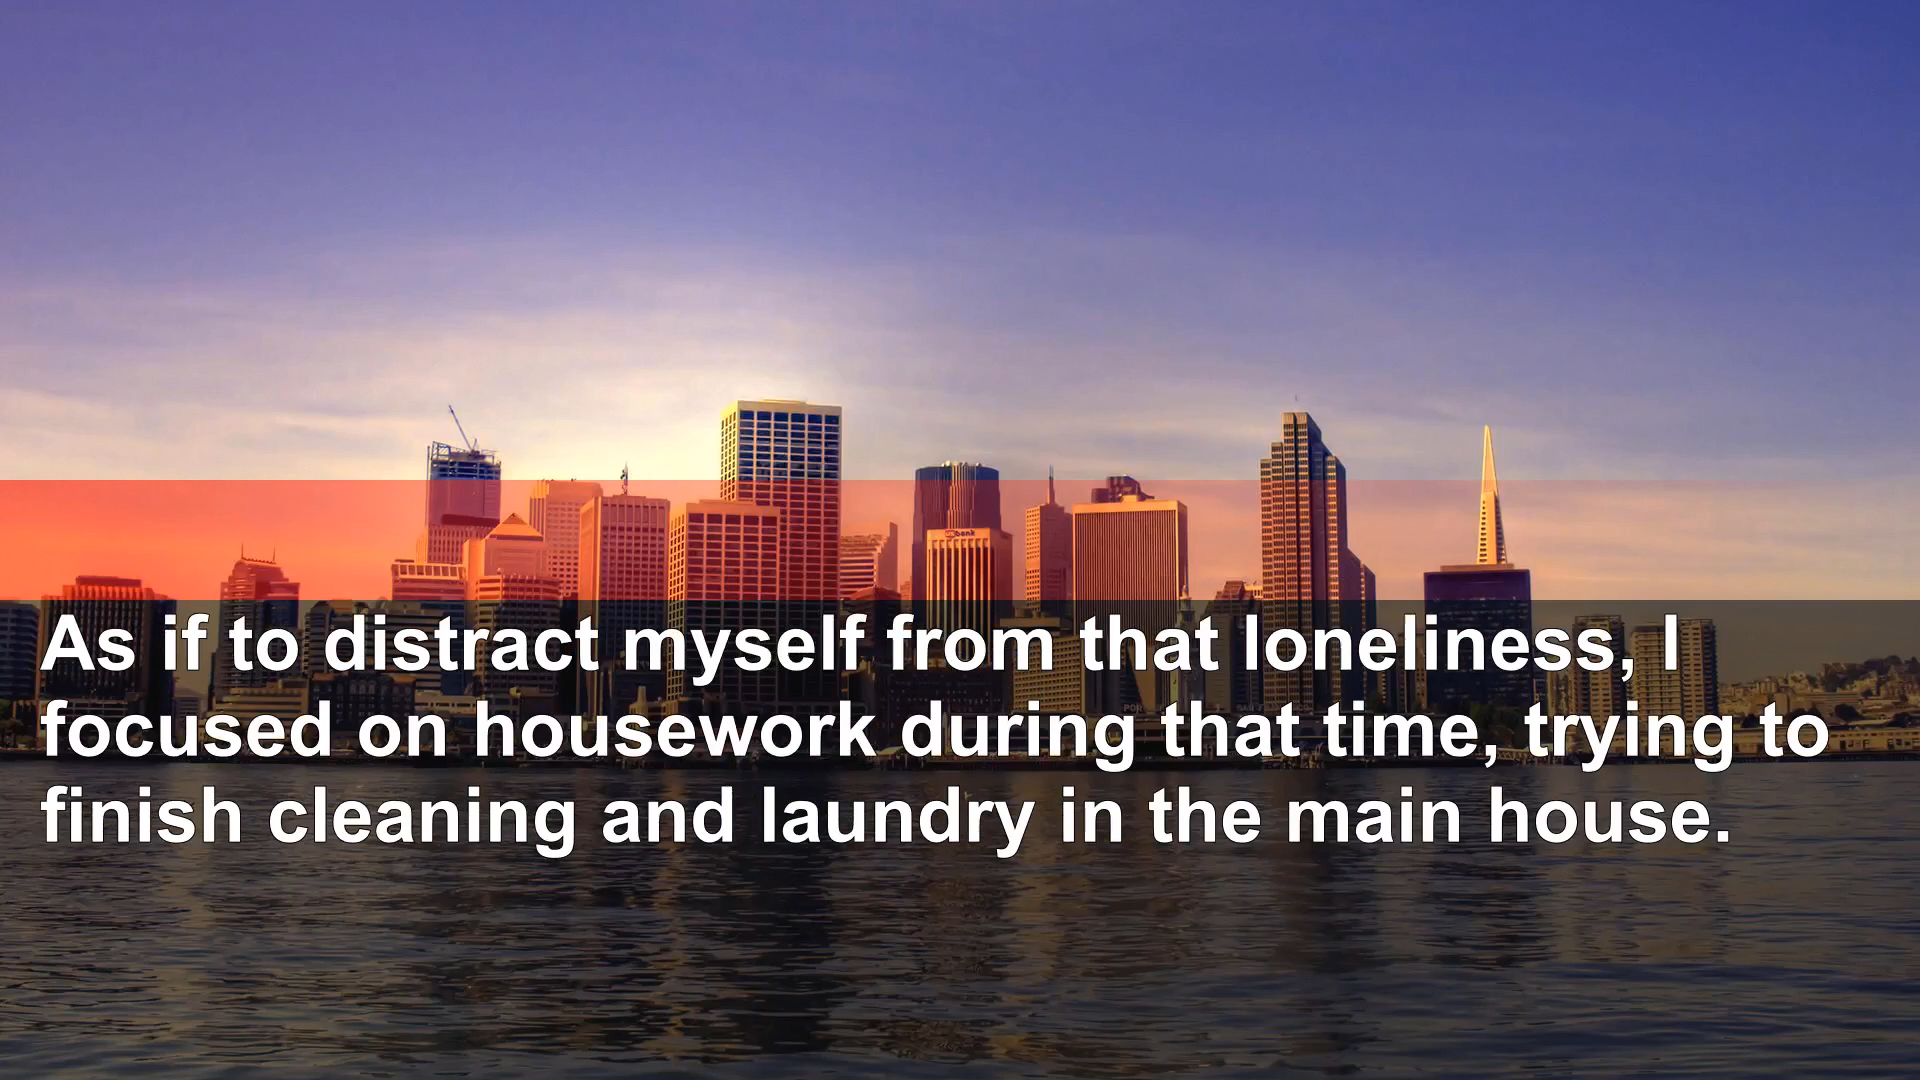 usbank
As if to distract myself from that loneliness, I
focused on housework during that time, trying to
finish cleaning and laundry in the main house.